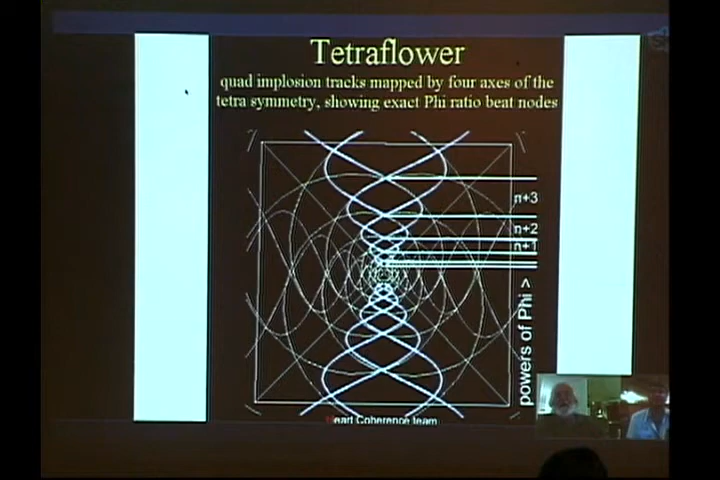 Tetraflower
quad implosion tracks mapped by four axes of the
tetra symmetry, showing exact Phi ratio beat nodes
n+3
n+2
n+1
powers of Phi >
Heart Coherence team